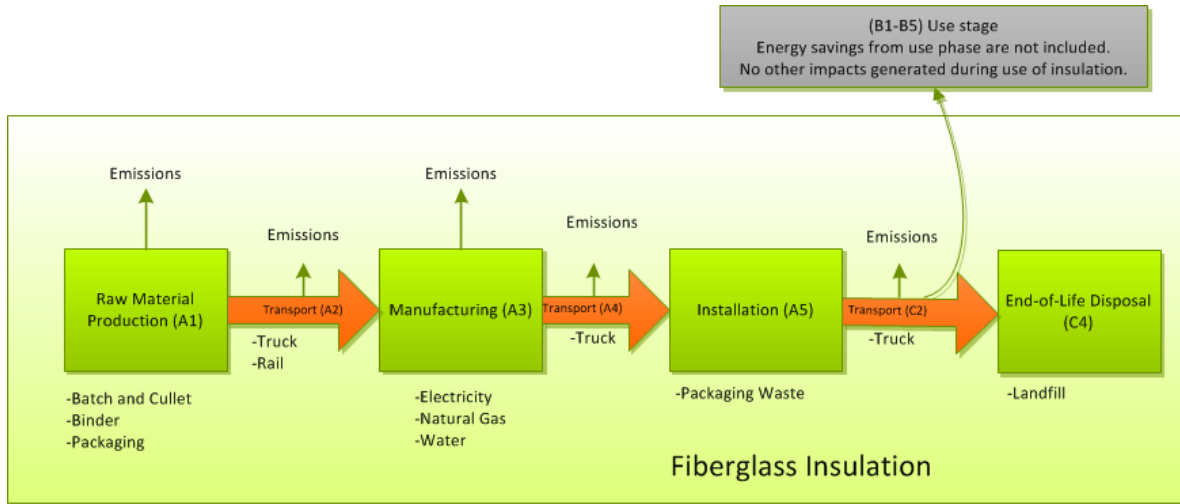 (B1-B5) Use stage
Energy savings from use phase are not included.
No other impacts generated during use of insulation.
Emissions
Emissions
Emissions
Emissions
Emissions
Raw Material
Production (A1)
Transport (A2)
Manufacturing (A3)
Transport (A4)
Installation (A5)
Transport (C2)
End-of-Life Disposal
(C4)
-Truck
-Rail
-Truck
-Truck
-Batch and Cullet
-Binder
-Packaging
-Electricity
-Natural Gas
-Water
-Packaging Waste
-Landfill
Fiberglass Insulation